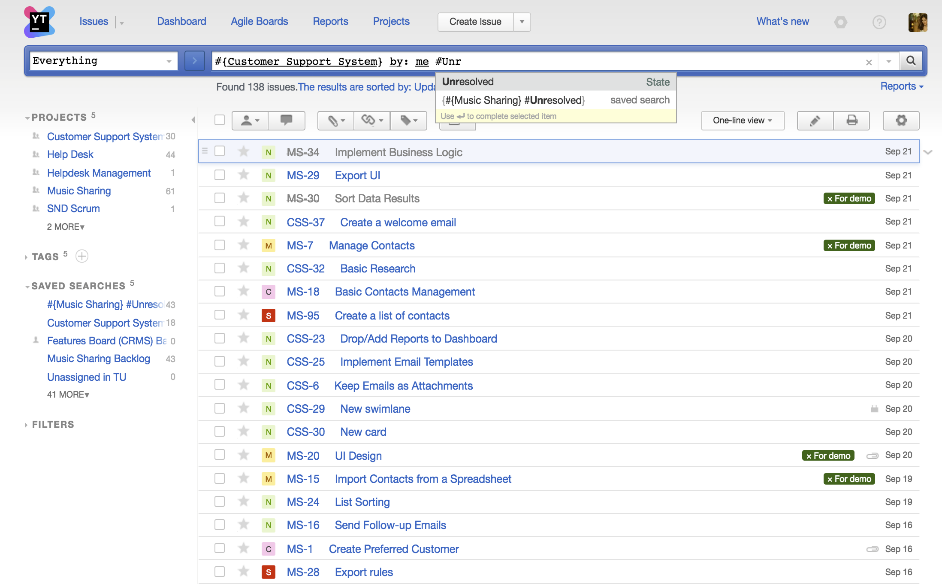 YT
Issues Dashboard Agile Boards Reports Projects Create Issue What's new
Everything #{Customer Support System} by: me #Unr
Found 138 issues. The results are sorted by: Upda Reports
Unresolved State
{#{Music Sharing} #Unresolved} saved search
Use ↵ to complete selected item
One-line view
PROJECTS 5
Customer Support System 30
Help Desk 44
Helpdesk Management 1
Music Sharing 61
SND Scrum 1
2 MORE▾
TAGS 5
SAVED SEARCHES 5
#{Music Sharing} #Unreso 43
Customer Support System 18
Features Board (CRMS) Ba 0
Music Sharing Backlog 43
Unassigned in TU 0
41 MORE▾
FILTERS
N MS-34 Implement Business Logic Sep 21
N MS-29 Export UI Sep 21
N MS-30 Sort Data Results × For demo Sep 21
N CSS-37 Create a welcome email Sep 21
M MS-7 Manage Contacts × For demo Sep 21
N CSS-32 Basic Research Sep 21
C MS-18 Basic Contacts Management Sep 21
S MS-95 Create a list of contacts Sep 21
N CSS-23 Drop/Add Reports to Dashboard Sep 20
N CSS-25 Implement Email Templates Sep 20
N CSS-6 Keep Emails as Attachments Sep 20
N CSS-29 New swimlane Sep 20
N CSS-30 New card Sep 20
M MS-20 UI Design × For demo Sep 20
M MS-15 Import Contacts from a Spreadsheet × For demo Sep 19
N MS-24 List Sorting Sep 19
N MS-16 Send Follow-up Emails Sep 16
C MS-1 Create Preferred Customer Sep 16
S MS-28 Export rules Sep 16